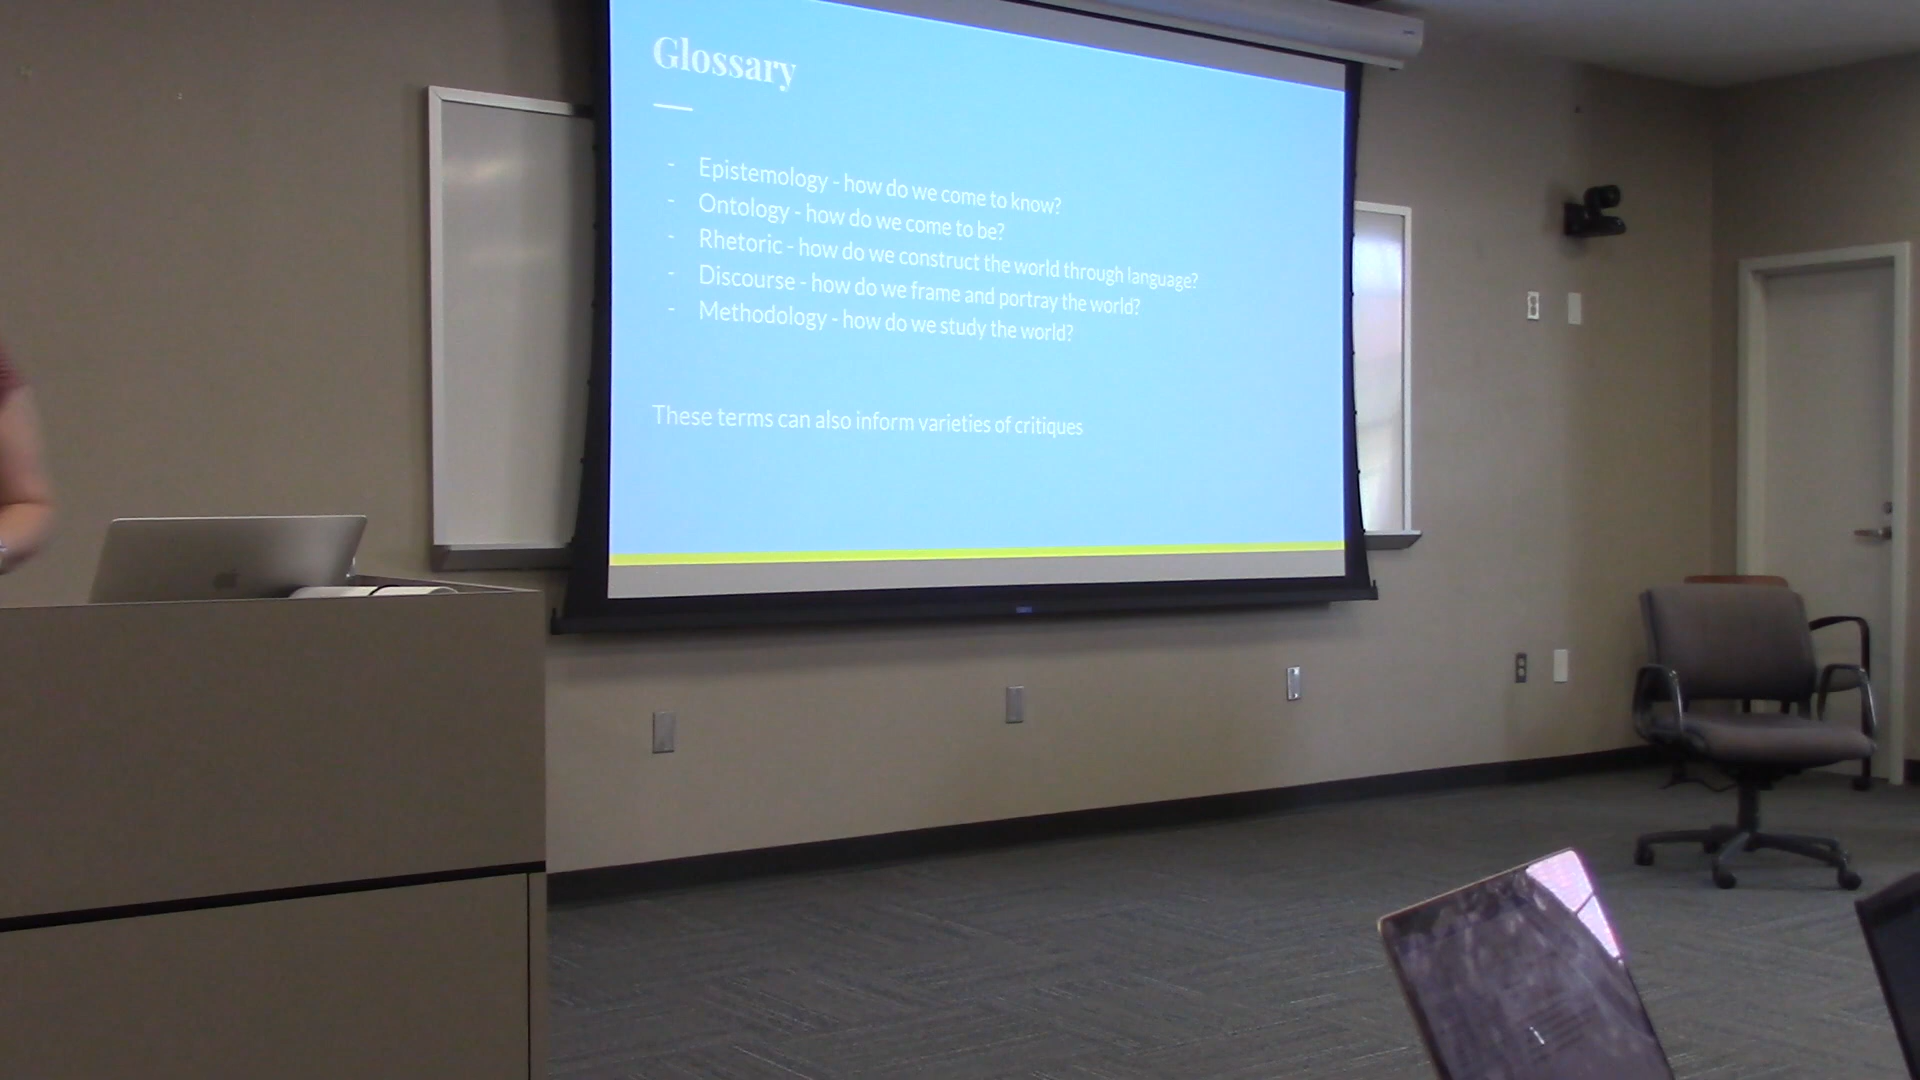 Glossary
- Epistemology - how do we come to know?
- Ontology - how do we come to be?
- Rhetoric - how do we construct the world through language?
- Discourse - how do we frame and portray the world?
- Methodology - how do we study the world?
These terms can also inform varieties of critiques